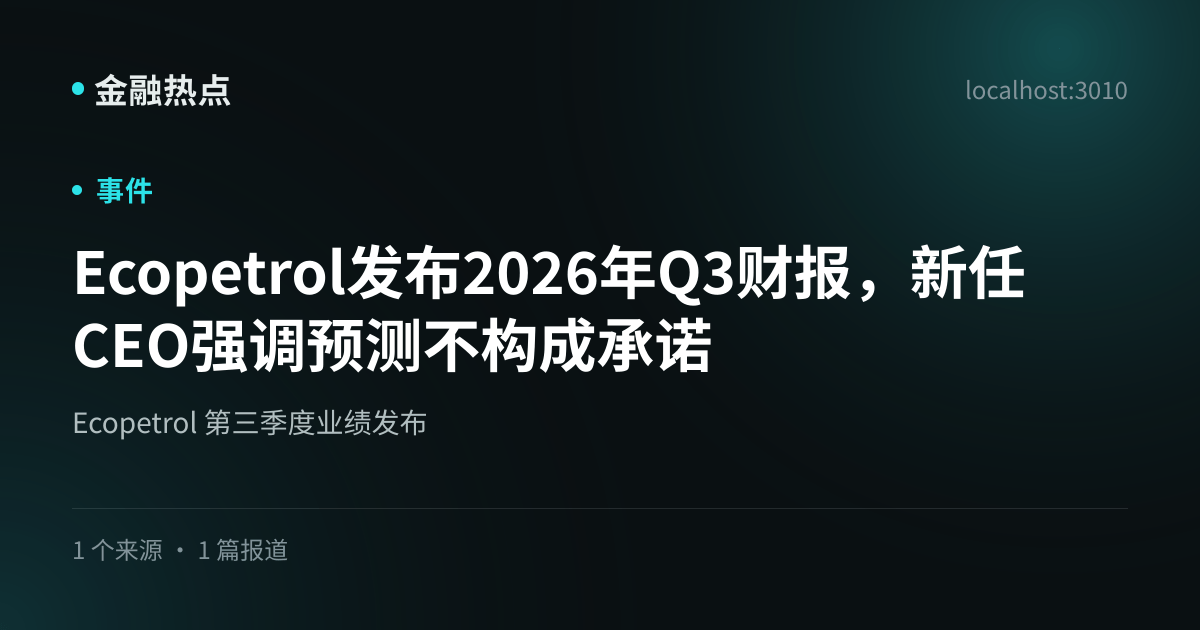 金融热点
localhost:3010
事件
Ecopetrol发布2026年Q3财报，新任
CEO强调预测不构成承诺
Ecopetrol 第三季度业绩发布
1 个来源 · 1 篇报道